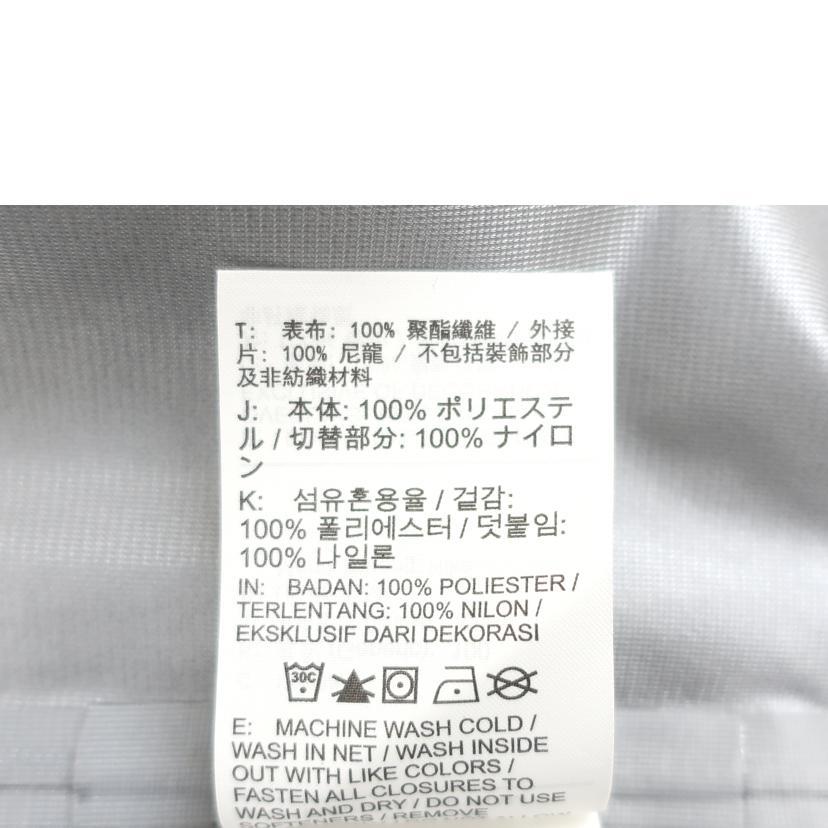 T: 表布: 100% 聚酯纖維 / 外接
片: 100% 尼龍 / 不包括裝飾部分
及非紡織材料
J: 本体: 100% ポリエステ
ル / 切替部分: 100% ナイロ
ン
K: 섬유혼용율 / 겉감:
100% 폴리에스터 / 덧붙임:
100% 나일론
IN: BADAN: 100% POLIESTER /
TERLENTANG: 100% NILON /
EKSKLUSIF DARI DEKORASI
30C
E: MACHINE WASH COLD /
WASH IN NET / WASH INSIDE
OUT WITH LIKE COLORS /
FASTEN ALL CLOSURES TO
WASH AND DRY / DO NOT USE
SOFTENERS / REMOVE